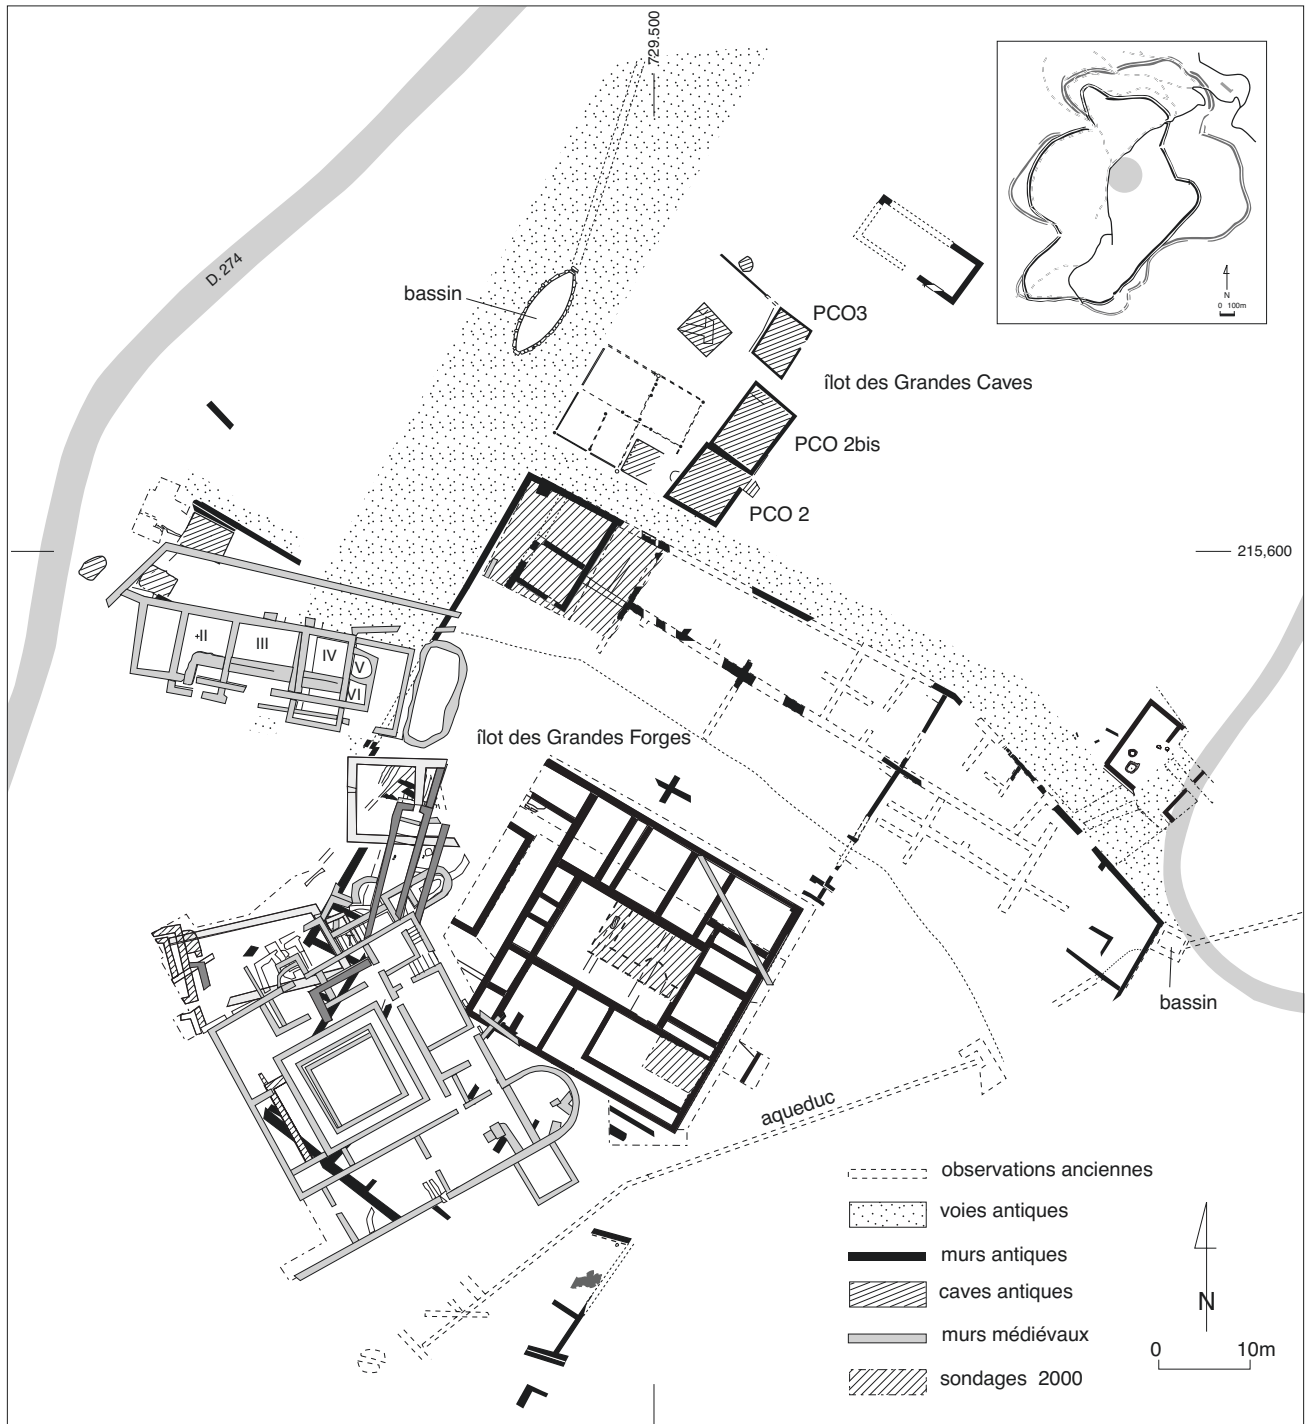 729.500
N
0 100m
D. 274
bassin
PCO3
îlot des Grandes Caves
PCO 2bis
PCO 2
215,600
II
III
IV
V
VI
îlot des Grandes Forges
bassin
aqueduc
observations anciennes
voies antiques
murs antiques
caves antiques
murs médiévaux
sondages 2000
N
0 10m